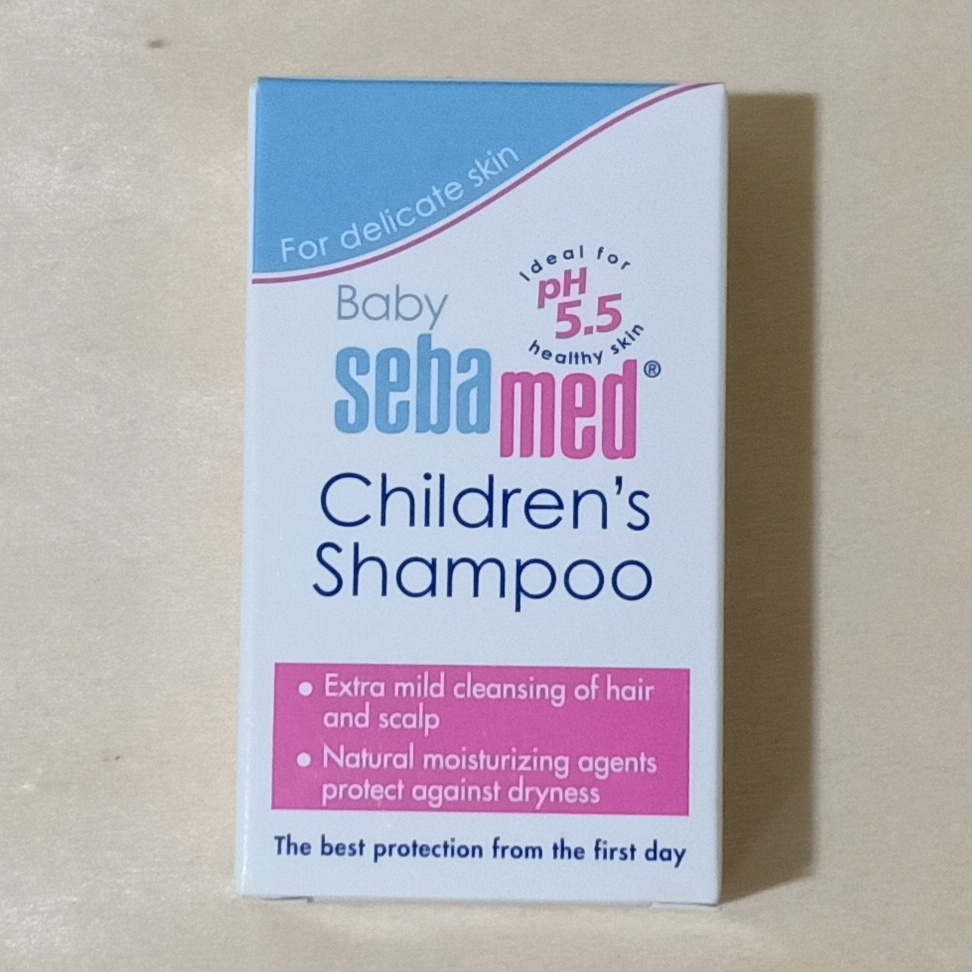 For delicate skin
Baby
Ideal for
pH
5.5
healthy skin
sebamed®
Children's
Shampoo
• Extra mild cleansing of hair
and scalp
• Natural moisturizing agents
protect against dryness
The best protection from the first day